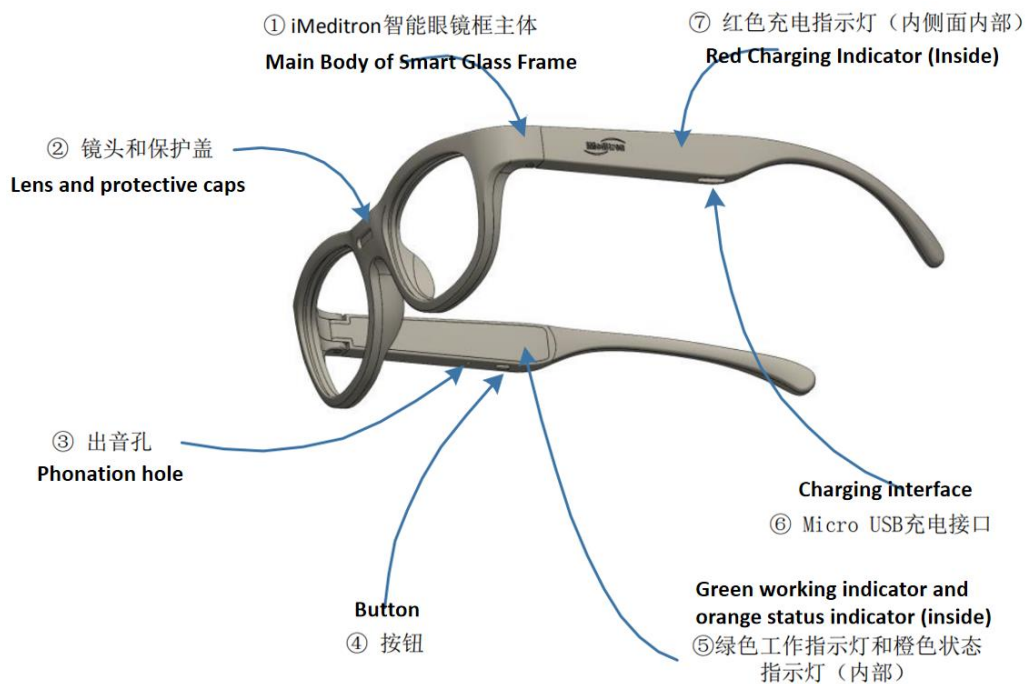 ① iMeditron智能眼镜框主体
Main Body of Smart Glass Frame
⑦ 红色充电指示灯（内侧面内部）
Red Charging Indicator (Inside)
② 镜头和保护盖
Lens and protective caps
③ 出音孔
Phonation hole
Button
④ 按钮
Charging interface
⑥ Micro USB充电接口
Green working indicator and
orange status indicator (inside)
⑤绿色工作指示灯和橙色状态
指示灯（内部）